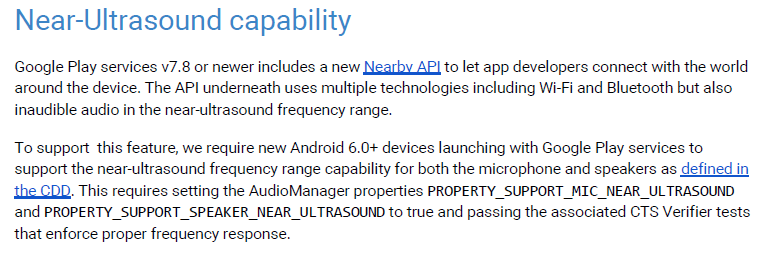 Near-Ultrasound capability
Google Play services v7.8 or newer includes a new Nearby API to let app developers connect with the world
around the device. The API underneath uses multiple technologies including Wi-Fi and Bluetooth but also
inaudible audio in the near-ultrasound frequency range.
To support this feature, we require new Android 6.0+ devices launching with Google Play services to
support the near-ultrasound frequency range capability for both the microphone and speakers as defined in
the CDD. This requires setting the AudioManager properties PROPERTY_SUPPORT_MIC_NEAR_ULTRASOUND
and PROPERTY_SUPPORT_SPEAKER_NEAR_ULTRASOUND to true and passing the associated CTS Verifier tests
that enforce proper frequency response.